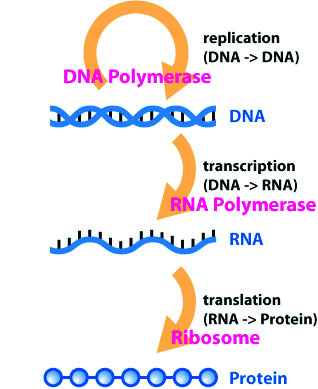 replication
(DNA -> DNA)
DNA Polymerase
DNA
transcription
(DNA -> RNA)
RNA Polymerase
RNA
translation
(RNA -> Protein)
Ribosome
Protein